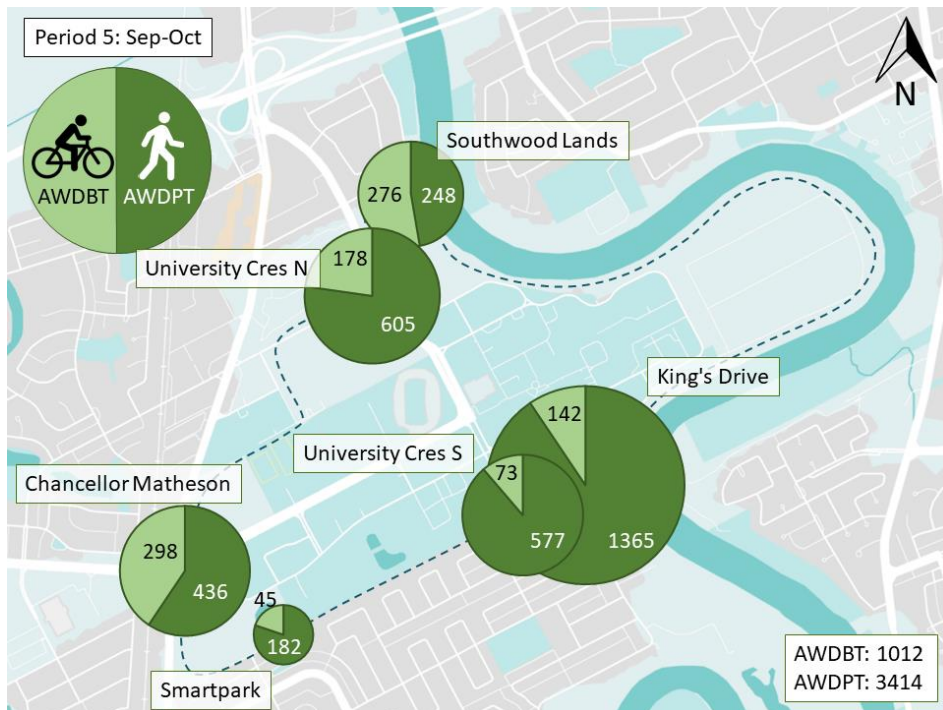 Period 5: Sep-Oct
N
AWDBT AWDPT
Southwood Lands
276 248
University Cres N
178
605
King's Drive
142
1365
University Cres S
73
577
Chancellor Matheson
298
436
45
182
Smartpark
AWDBT: 1012
AWDPT: 3414